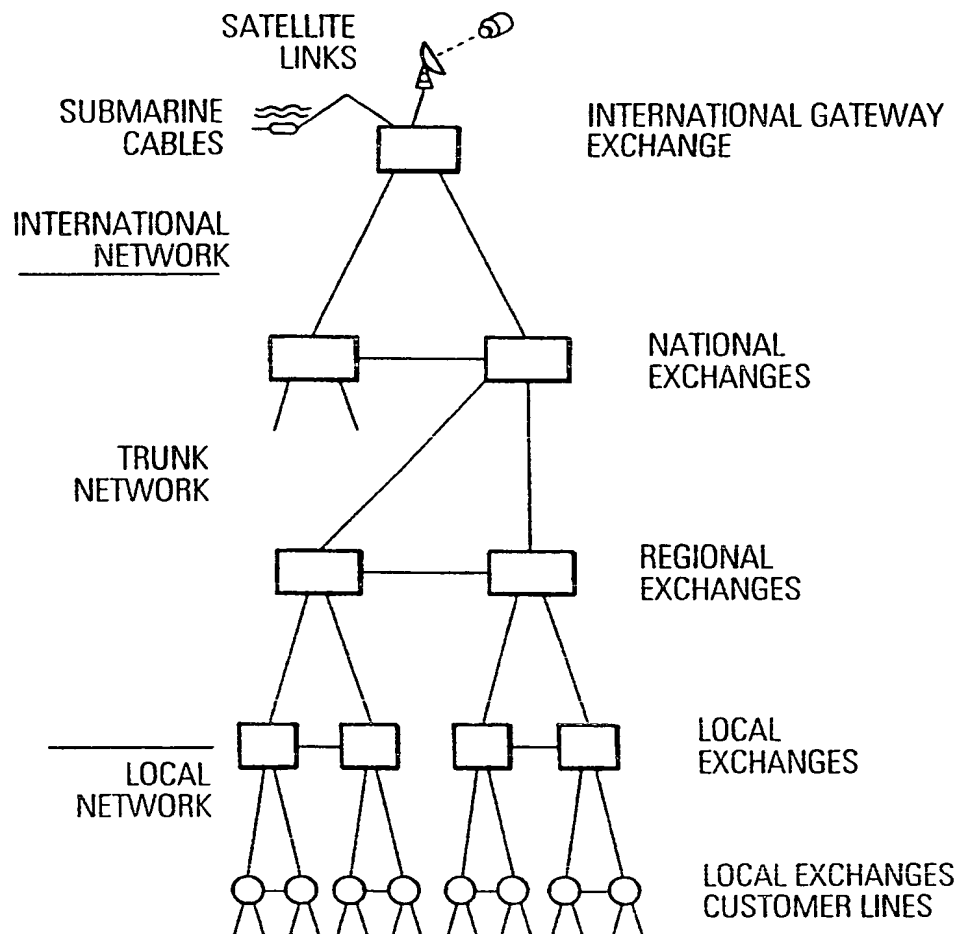 SATELLITE
LINKS
SUBMARINE
CABLES
INTERNATIONAL GATEWAY
EXCHANGE
INTERNATIONAL
NETWORK
NATIONAL
EXCHANGES
TRUNK
NETWORK
REGIONAL
EXCHANGES
LOCAL
EXCHANGES
LOCAL
NETWORK
LOCAL EXCHANGES
CUSTOMER LINES